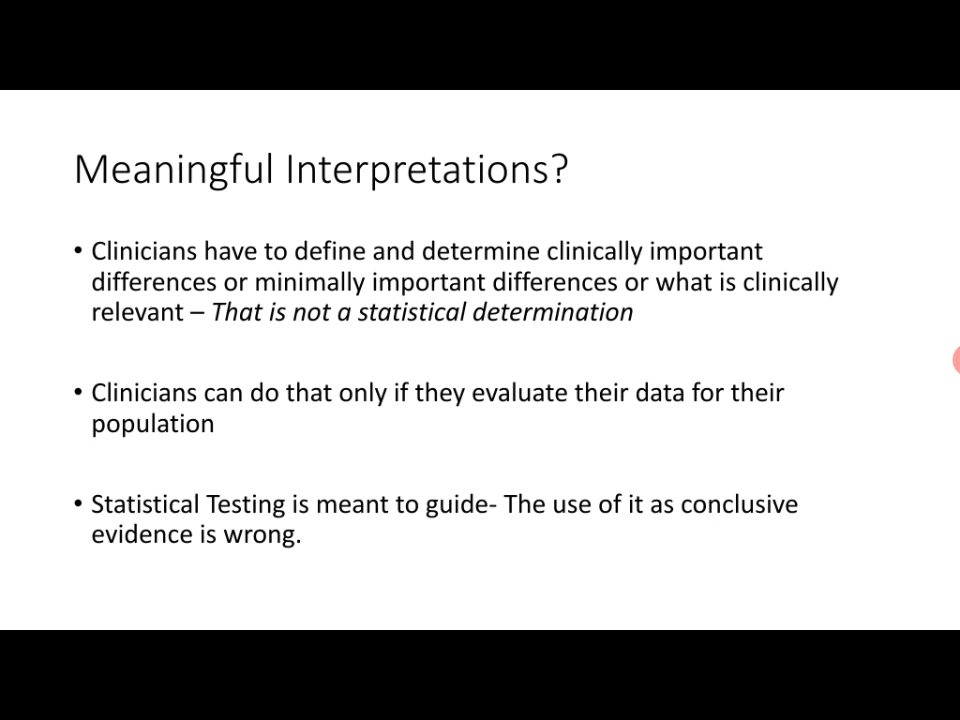 Meaningful Interpretations?
• Clinicians have to define and determine clinically important
differences or minimally important differences or what is clinically
relevant – That is not a statistical determination
• Clinicians can do that only if they evaluate their data for their
population
• Statistical Testing is meant to guide- The use of it as conclusive
evidence is wrong.